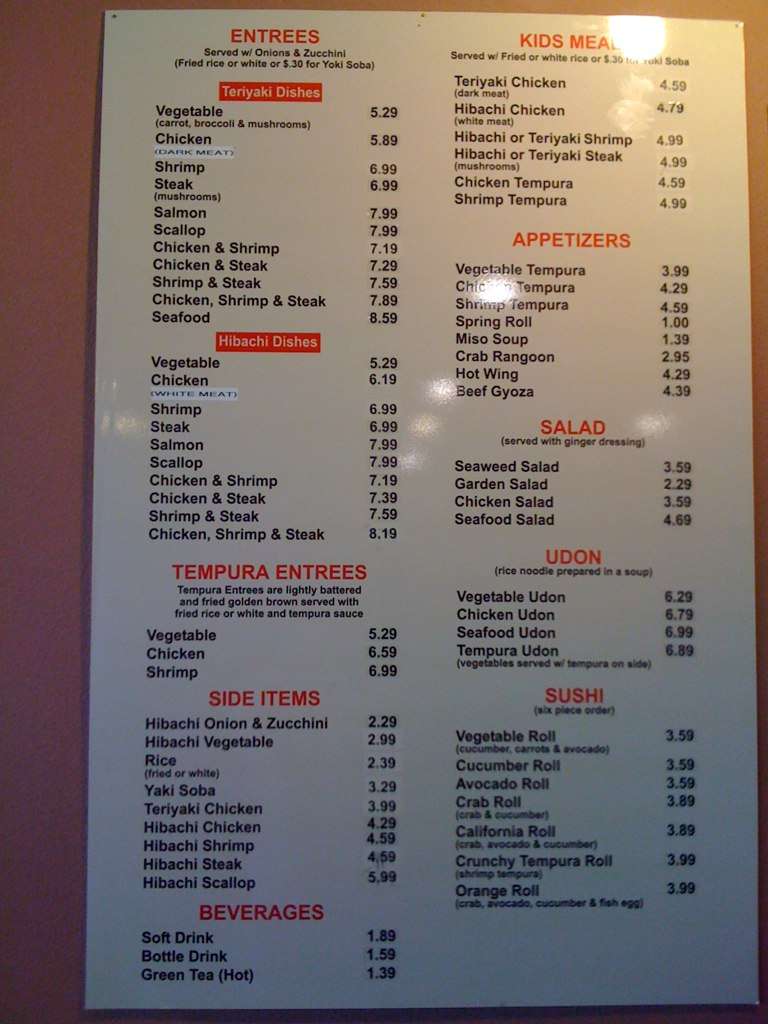 ENTREES
Served w/ Onions & Zucchini
(Fried rice or white or $.30 for Yoki Soba)
Teriyaki Dishes
Vegetable 5.29
(carrot, broccoli & mushrooms)
Chicken 5.89
(DARK MEAT)
Shrimp 6.99
Steak 6.99
(mushrooms)
Salmon 7.99
Scallop 7.99
Chicken & Shrimp 7.19
Chicken & Steak 7.29
Shrimp & Steak 7.59
Chicken, Shrimp & Steak 7.89
Seafood 8.59
Hibachi Dishes
Vegetable 5.29
Chicken 6.19
(WHITE MEAT)
Shrimp 6.99
Steak 6.99
Salmon 7.99
Scallop 7.99
Chicken & Shrimp 7.19
Chicken & Steak 7.39
Shrimp & Steak 7.59
Chicken, Shrimp & Steak 8.19
TEMPURA ENTREES
Tempura Entrees are lightly battered
and fried golden brown served with
fried rice or white and tempura sauce
Vegetable 5.29
Chicken 6.59
Shrimp 6.99
SIDE ITEMS
Hibachi Onion & Zucchini 2.29
Hibachi Vegetable 2.99
Rice 2.39
(fried or white)
Yaki Soba 3.29
Teriyaki Chicken 3.99
Hibachi Chicken 4.29
Hibachi Shrimp 4.59
Hibachi Steak 4.59
Hibachi Scallop 5.99
BEVERAGES
Soft Drink 1.89
Bottle Drink 1.59
Green Tea (Hot) 1.39
KIDS MEAL
Served w/ Fried or white rice or $.30 for Yoki Soba
Teriyaki Chicken 4.59
(dark meat)
Hibachi Chicken 4.79
(white meat)
Hibachi or Teriyaki Shrimp 4.99
Hibachi or Teriyaki Steak 4.99
(mushrooms)
Chicken Tempura 4.59
Shrimp Tempura 4.99
APPETIZERS
Vegetable Tempura 3.99
Chicken Tempura 4.29
Shrimp Tempura 4.59
Spring Roll 1.00
Miso Soup 1.39
Crab Rangoon 2.95
Hot Wing 4.29
Beef Gyoza 4.39
SALAD
(served with ginger dressing)
Seaweed Salad 3.59
Garden Salad 2.29
Chicken Salad 3.59
Seafood Salad 4.69
UDON
(rice noodle prepared in a soup)
Vegetable Udon 6.29
Chicken Udon 6.79
Seafood Udon 6.99
Tempura Udon 6.89
(vegetables served w/ tempura on side)
SUSHI
(six piece order)
Vegetable Roll 3.59
(cucumber, carrots & avocado)
Cucumber Roll 3.59
Avocado Roll 3.59
Crab Roll 3.89
(crab & cucumber)
California Roll 3.89
(crab, avocado & cucumber)
Crunchy Tempura Roll 3.99
(shrimp tempura)
Orange Roll 3.99
(crab, avocado, cucumber & fish egg)